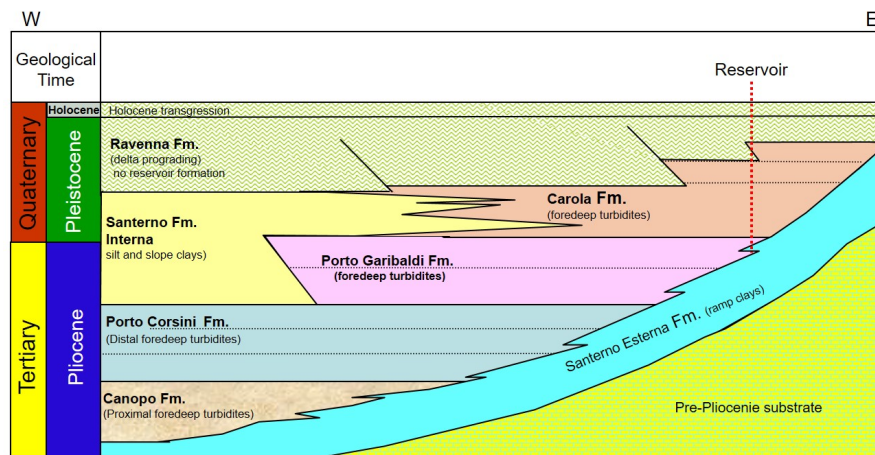 W
E
Geological
Time
Reservoir
Quaternary
Holocene
Holocene transgression
Pleistocene
Ravenna Fm.
(delta prograding)
no reservoir formation
Carola Fm.
(foredeep turbidites)
Santerno Fm.
Interna
silt and slope clays)
Tertiary
Pliocene
Porto Garibaldi Fm.
(foredeep turbidites)
Porto Corsini Fm.
(Distal foredeep turbidites)
Santerno Esterna Fm. (ramp clays)
Canopo Fm.
(Proximal foredeep turbidites)
Pre-Pliocenie substrate